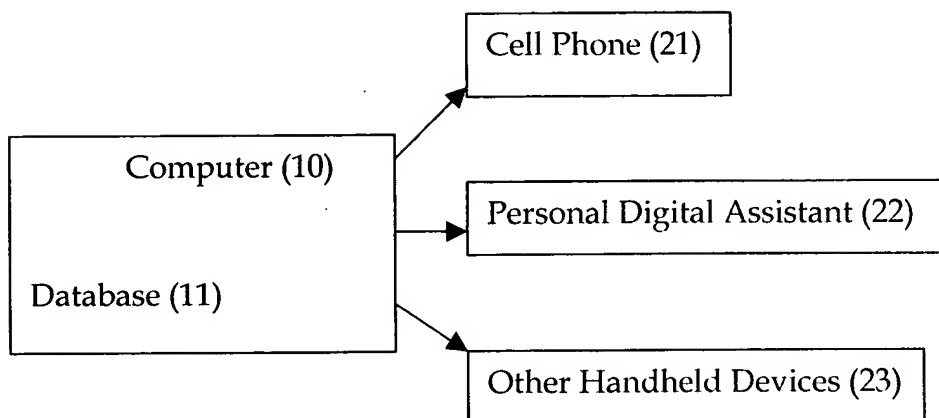 Cell Phone (21)
Computer (10)
Personal Digital Assistant (22)
Database (11)
Other Handheld Devices (23)